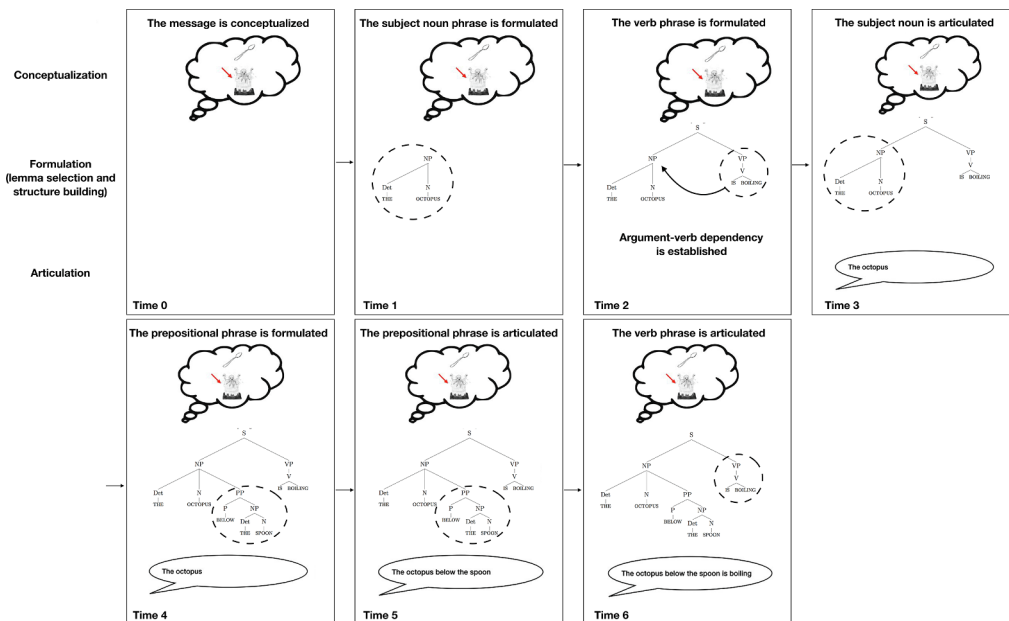 The message is conceptualized
The subject noun phrase is formulated
The verb phrase is formulated
The subject noun is articulated
Conceptualization
Formulation
(lemma selection and
structure building)
Articulation
Time 0
NP
Det N
THE OCTOPUS
Time 1
S
NP VP
V
IS BOILING
Det N
THE OCTOPUS
Argument-verb dependency
is established
Time 2
S
NP VP
V
IS BOILING
Det N
THE OCTOPUS
The octopus
Time 3
The prepositional phrase is formulated
The prepositional phrase is articulated
The verb phrase is articulated
S
NP VP
V
IS BOILING
Det N PP
THE OCTOPUS P NP
BELOW Det N
THE SPOON
The octopus
Time 4
S
NP VP
V
IS BOILING
Det N PP
THE OCTOPUS P NP
BELOW Det N
THE SPOON
The octopus below the spoon
Time 5
S
NP VP
V
IS BOILING
Det N PP
THE OCTOPUS P NP
BELOW Det N
THE SPOON
The octopus below the spoon is boiling
Time 6